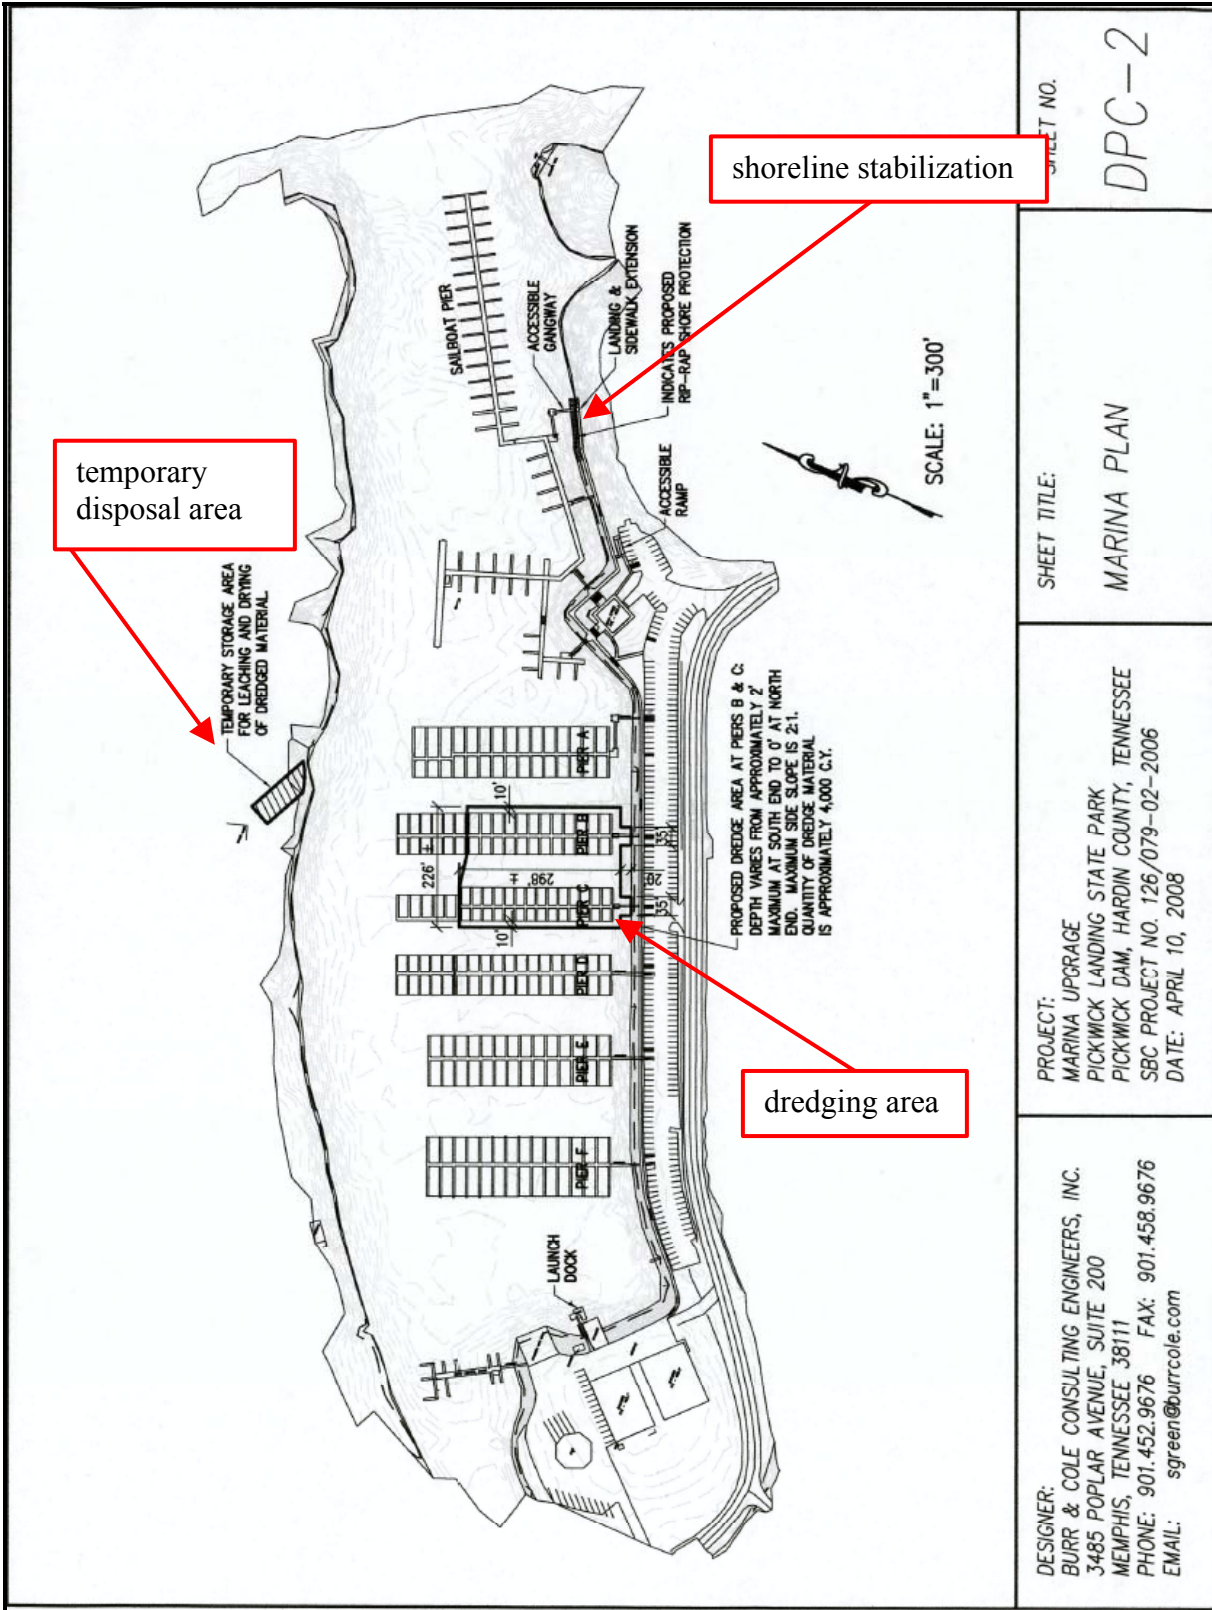 shoreline stabilization
temporary
disposal area
dredging area
TEMPORARY STORAGE AREA
FOR LEACHING AND DRYING
OF DREDGED MATERIAL
SAILBOAT PIER
ACCESSIBLE
GANGWAY
LANDING &
SIDEWALK EXTENSION
INDICATES PROPOSED
RIP-RAP SHORE PROTECTION
ACCESSIBLE
RAMP
SCALE: 1"=300'
PIER A
PIER B
PIER C
PIER D
PIER E
PIER F
10'
226' ±
298' ±
20'
35'
35'
10'
PROPOSED DREDGE AREA AT PIERS B & C:
DEPTH VARIES FROM APPROXIMATELY 2'
MAXIMUM AT SOUTH END TO 0' AT NORTH
END. MAXIMUM SIDE SLOPE IS 2:1.
QUANTITY OF DREDGE MATERIAL
IS APPROXIMATELY 4,000 C.Y.
LAUNCH
DOCK
DESIGNER:
BURR & COLE CONSULTING ENGINEERS, INC.
3485 POPLAR AVENUE, SUITE 200
MEMPHIS, TENNESSEE 38111
PHONE: 901.452.9676 FAX: 901.458.9676
EMAIL: sgreen@burrcole.com
PROJECT:
MARINA UPGRADE
PICKWICK LANDING STATE PARK
PICKWICK DAM, HARDIN COUNTY, TENNESSEE
SBC PROJECT NO. 126/079-02-2006
DATE: APRIL 10, 2008
SHEET TITLE:
MARINA PLAN
SHEET NO.
DPC-2